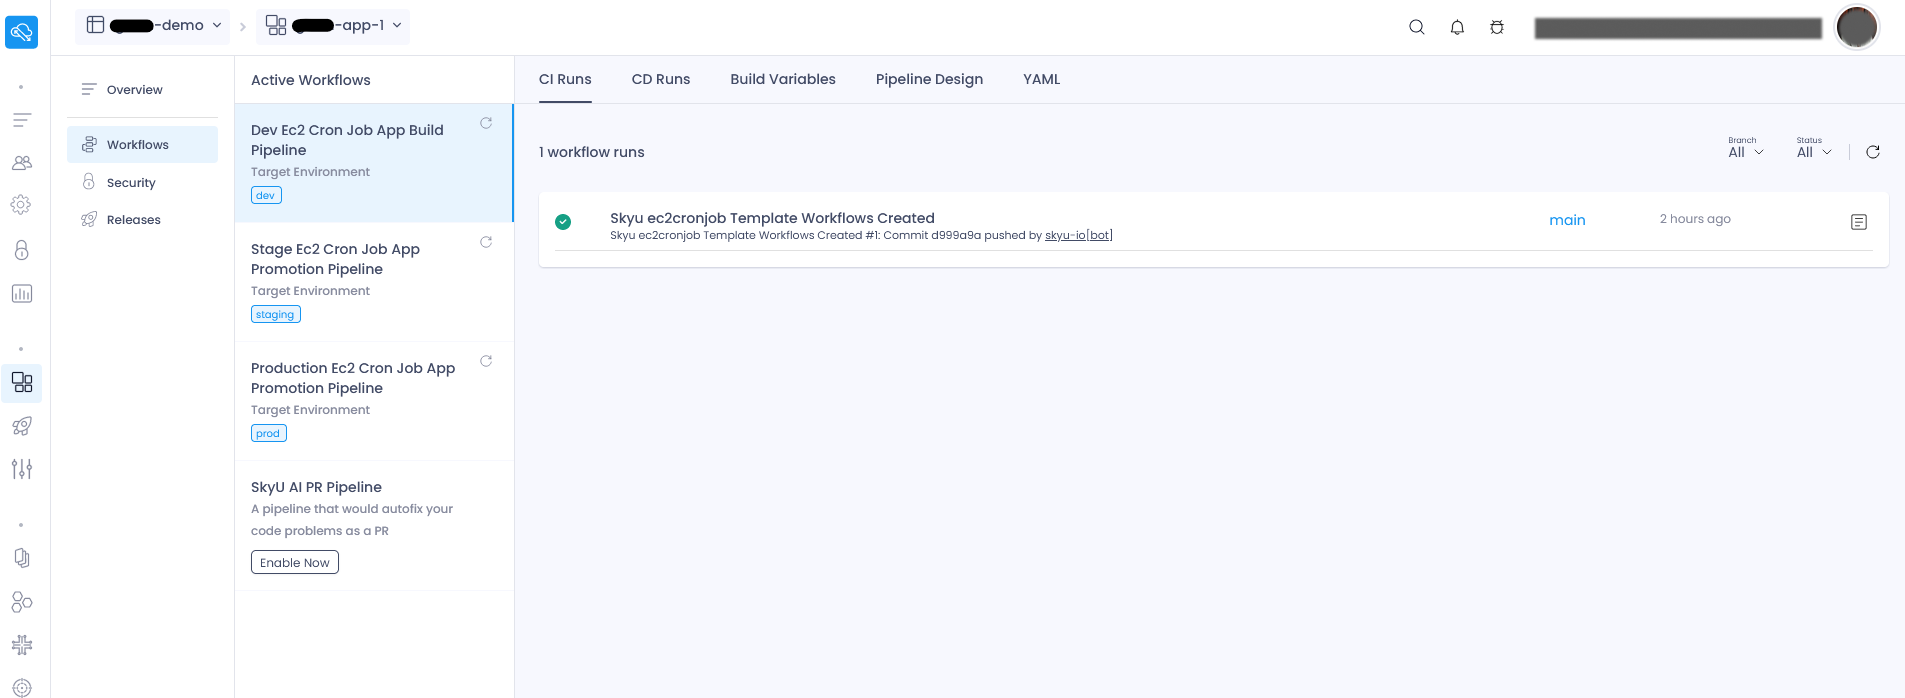 -demo
-app-1
Overview
Workflows
Security
Releases
Active Workflows
Dev Ec2 Cron Job App Build
Pipeline
Target Environment
dev
Stage Ec2 Cron Job App
Promotion Pipeline
Target Environment
staging
Production Ec2 Cron Job App
Promotion Pipeline
Target Environment
prod
SkyU AI PR Pipeline
A pipeline that would autofix your
code problems as a PR
Enable Now
CI Runs CD Runs Build Variables Pipeline Design YAML
1 workflow runs
Branch Status
All All
Skyu ec2cronjob Template Workflows Created
Skyu ec2cronjob Template Workflows Created #1: Commit d999a9a pushed by skyu-io[bot]
main
2 hours ago